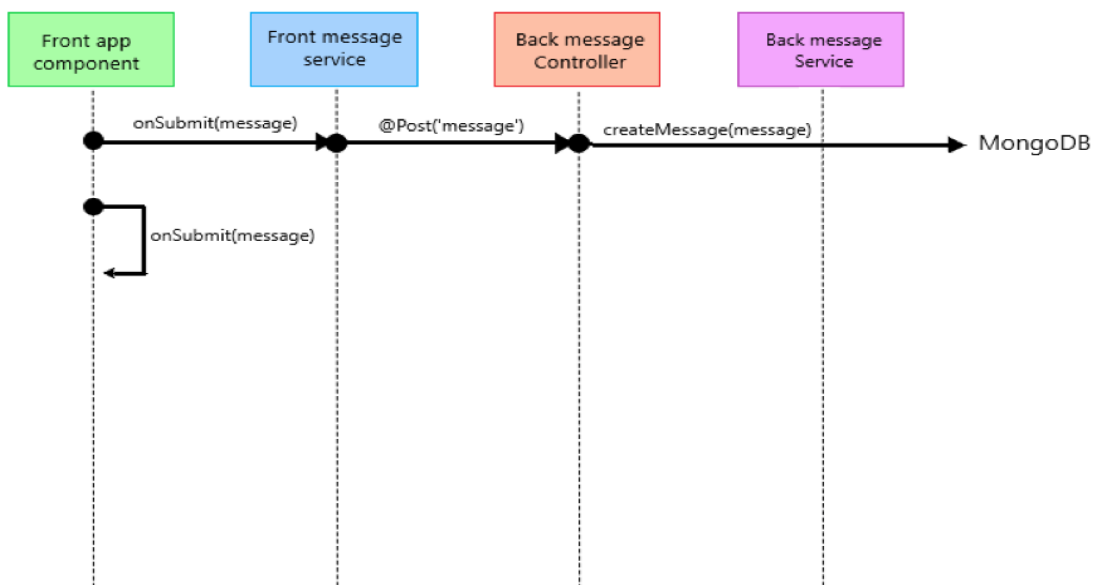 Front app
component
Front message
service
Back message
Controller
Back message
Service
onSubmit(message)
@Post('message')
createMessage(message)
MongoDB
onSubmit(message)